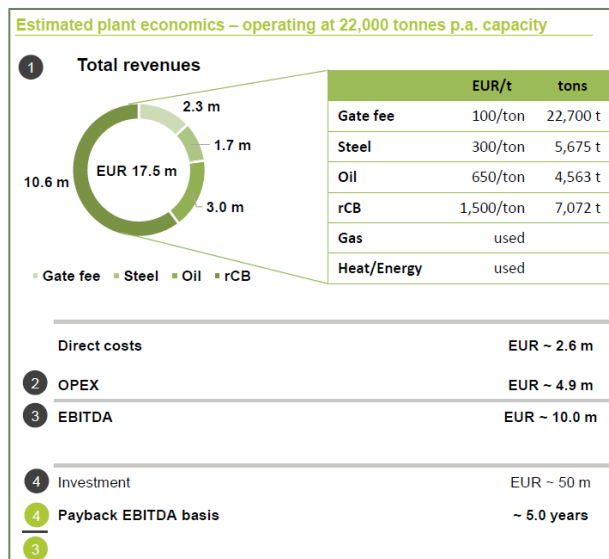 Estimated plant economics – operating at 22,000 tonnes p.a. capacity
1 Total revenues
2.3 m
1.7 m
EUR 17.5 m
10.6 m
3.0 m
Gate fee Steel Oil rCB
EUR/t tons
Gate fee 100/ton 22,700 t
Steel 300/ton 5,675 t
Oil 650/ton 4,563 t
rCB 1,500/ton 7,072 t
Gas used
Heat/Energy used
Direct costs EUR ~ 2.6 m
2 OPEX EUR ~ 4.9 m
3 EBITDA EUR ~ 10.0 m
4 Investment EUR ~ 50 m
4 Payback EBITDA basis ~ 5.0 years
3